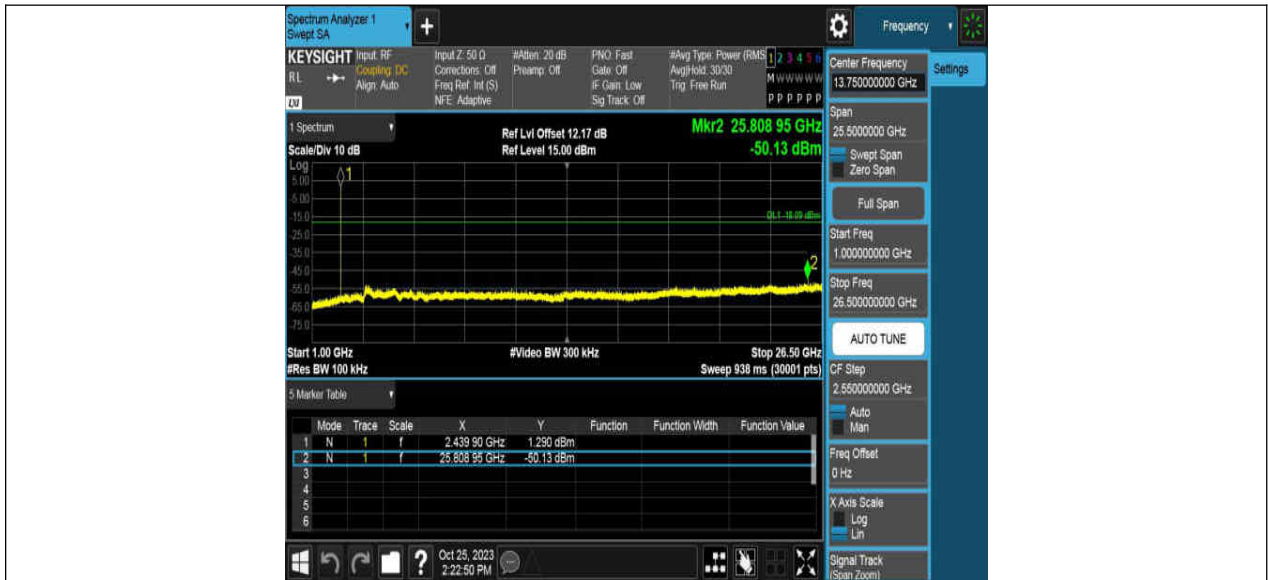 Spectrum Analyzer 1
Swept SA
+
Frequency
KEYSIGHT
RL
LV
Input: RF
Coupling: DC
Align: Auto
Input Z: 50 Ω
Corrections: Off
Freq Ref: Int (S)
NFE: Adaptive
#Atten: 20 dB
Preamp: Off
PNO: Fast
Gate: Off
IF Gain: Low
Sig Track: Off
#Avg Type: Power (RMS
Avg|Hold: 30/30
Trig: Free Run
1 2 3 4 5 6
M W W W W W
P P P P P P
Center Frequency
13.750000000 GHz
Settings
Span
25.5000000 GHz
Swept Span
Zero Span
Full Span
Start Freq
1.000000000 GHz
Stop Freq
26.500000000 GHz
AUTO TUNE
CF Step
2.550000000 GHz
Auto
Man
Freq Offset
0 Hz
X Axis Scale
Log
Lin
Signal Track
(Span Zoom)
1 Spectrum
Ref Lvl Offset 12.17 dB
Mkr2 25.808 95 GHz
Scale/Div 10 dB
Ref Level 15.00 dBm
-50.13 dBm
Log
1
5.00
-5.00
-15.0
-25.0
-35.0
-45.0
2
-55.0
-65.0
-75.0
Start 1.00 GHz
#Video BW 300 kHz
Stop 26.50 GHz
#Res BW 100 kHz
Sweep 938 ms (30001 pts)
5 Marker Table
Mode Trace Scale X Y Function Function Width Function Value
1 N 1 f 2.439 90 GHz 1.290 dBm
2 N 1 f 25.808 95 GHz -50.13 dBm
3
4
5
6
? Oct 25, 2023
2:22:50 PM